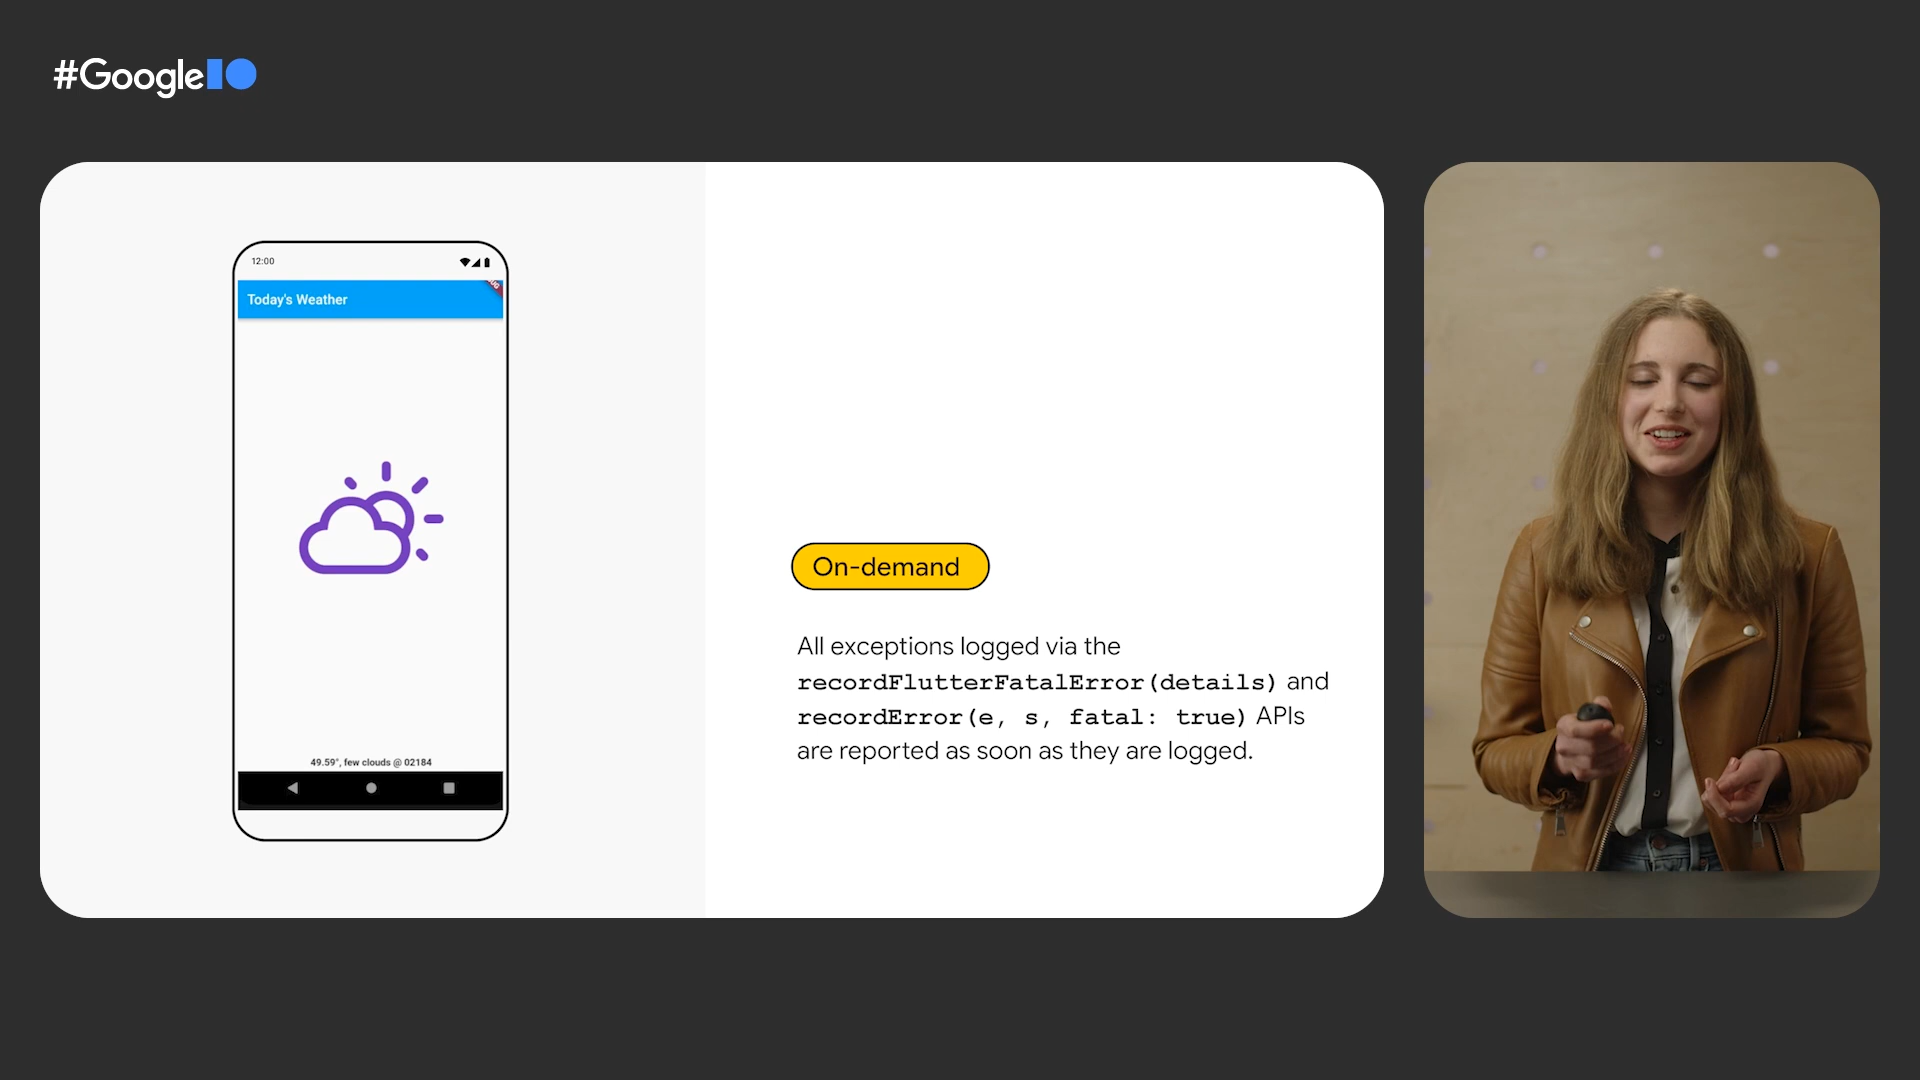 #GoogleIO
12:00
Today's Weather
49.59°, few clouds @ 02184
On-demand
All exceptions logged via the
recordFlutterFatalError(details) and
recordError(e, s, fatal: true) APIs
are reported as soon as they are logged.